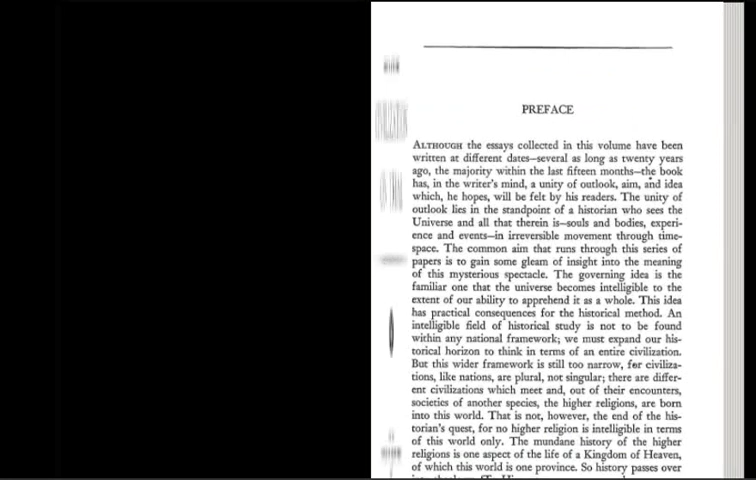 PREFACE
ALTHOUGH the essays collected in this volume have been
written at different dates—several as long as twenty years
ago, the majority within the last fifteen months—the book
has, in the writer's mind, a unity of outlook, aim, and idea
which, he hopes, will be felt by his readers. The unity of
outlook lies in the standpoint of a historian who sees the
Universe and all that therein is—souls and bodies, experi-
ence and events—in irreversible movement through time-
space. The common aim that runs through this series of
papers is to gain some gleam of insight into the meaning
of this mysterious spectacle. The governing idea is the
familiar one that the universe becomes intelligible to the
extent of our ability to apprehend it as a whole. This idea
has practical consequences for the historical method. An
intelligible field of historical study is not to be found
within any national framework; we must expand our his-
torical horizon to think in terms of an entire civilization.
But this wider framework is still too narrow, for civiliza-
tions, like nations, are plural, not singular; there are differ-
ent civilizations which meet and, out of their encounters,
societies of another species, the higher religions, are born
into this world. That is not, however, the end of the his-
torian's quest, for no higher religion is intelligible in terms
of this world only. The mundane history of the higher
religions is one aspect of the life of a Kingdom of Heaven,
of which this world is one province. So history passes over